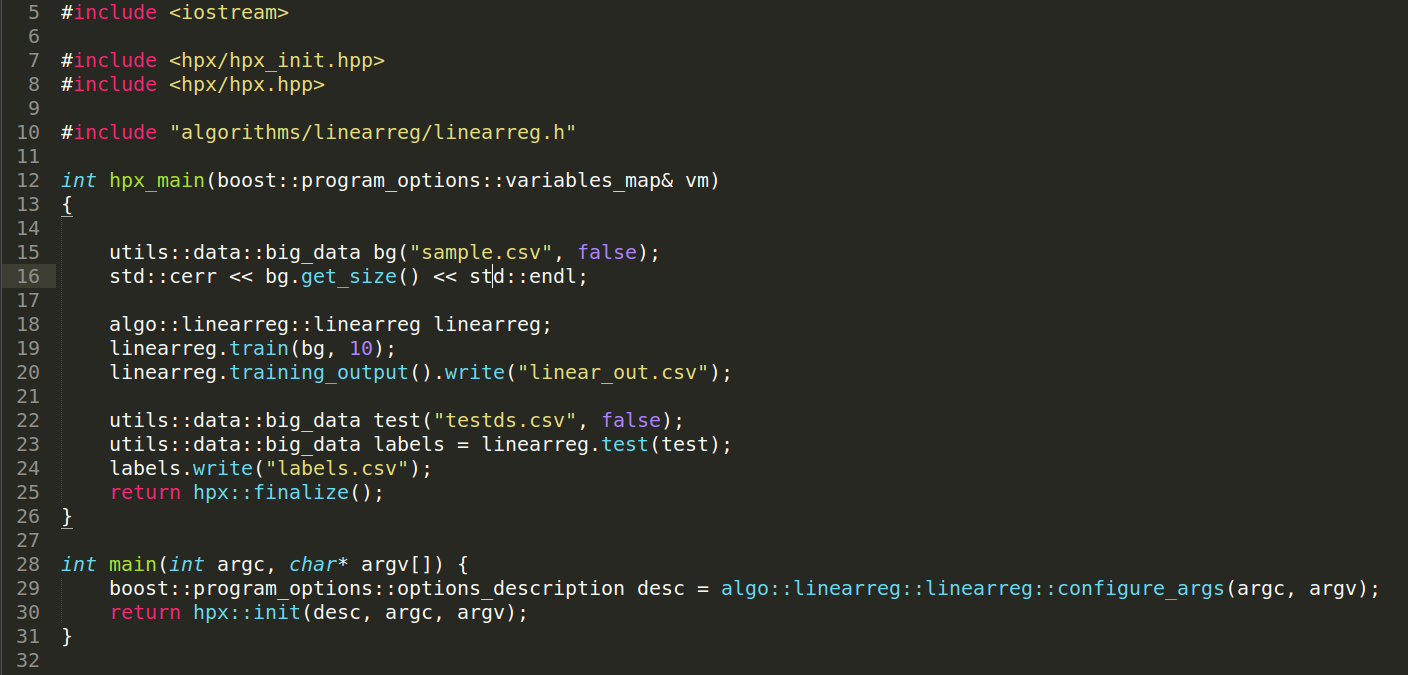 5 #include <iostream>
6
7 #include <hpx/hpx_init.hpp>
8 #include <hpx/hpx.hpp>
9
10 #include "algorithms/linearreg/linearreg.h"
11
12 int hpx_main(boost::program_options::variables_map& vm)
13 {
14
15     utils::data::big_data bg("sample.csv", false);
16     std::cerr << bg.get_size() << std::endl;
17
18     algo::linearreg::linearreg linearreg;
19     linearreg.train(bg, 10);
20     linearreg.training_output().write("linear_out.csv");
21
22     utils::data::big_data test("testds.csv", false);
23     utils::data::big_data labels = linearreg.test(test);
24     labels.write("labels.csv");
25     return hpx::finalize();
26 }
27
28 int main(int argc, char* argv[]) {
29     boost::program_options::options_description desc = algo::linearreg::linearreg::configure_args(argc, argv);
30     return hpx::init(desc, argc, argv);
31 }
32